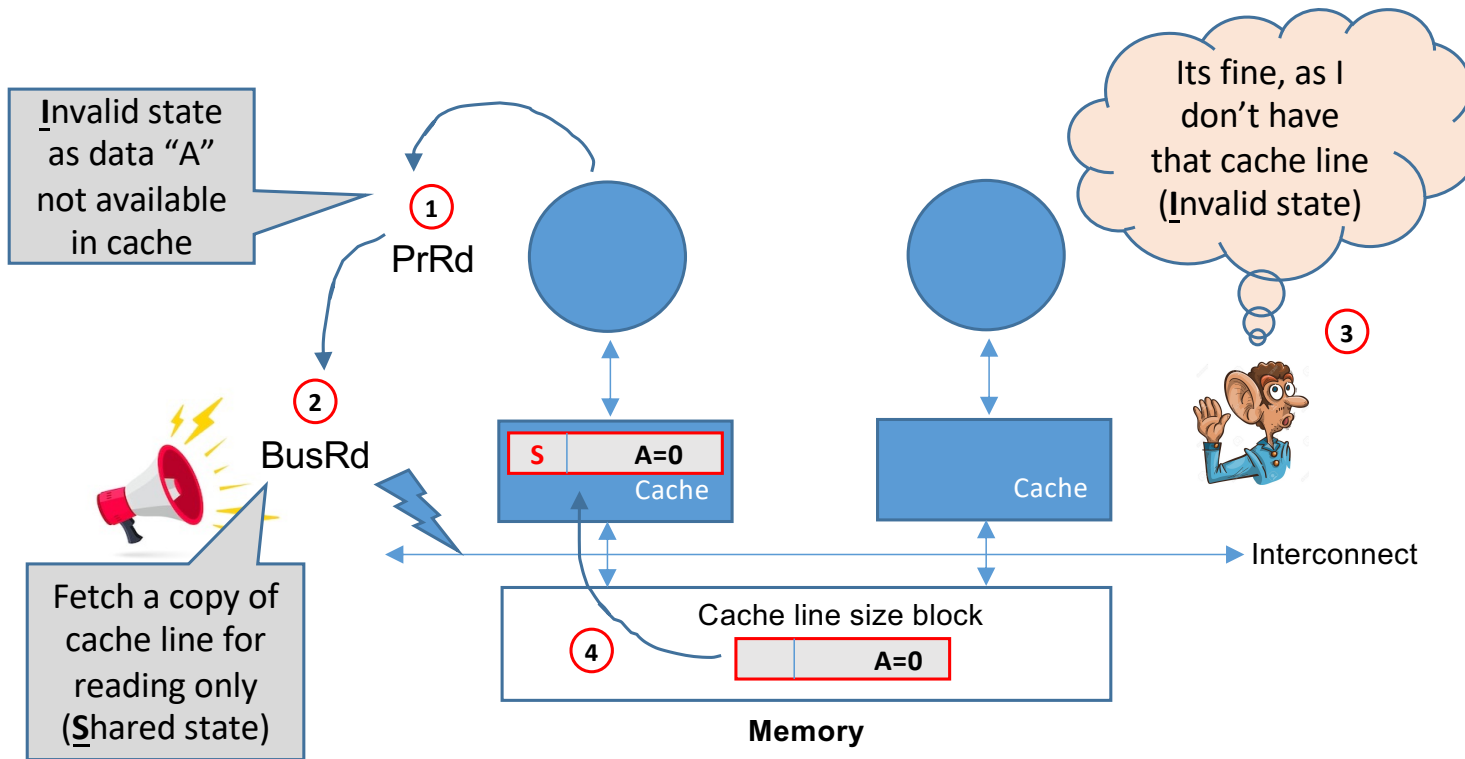 Invalid state
as data “A”
not available
in cache
1
PrRd
2
BusRd
Fetch a copy of
cache line for
reading only
(Shared state)
S A=0
Cache
Cache
Its fine, as I
don’t have
that cache line
(Invalid state)
3
Interconnect
Cache line size block
4
A=0
Memory